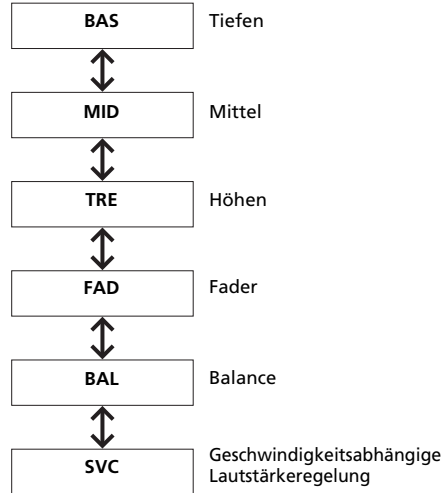 BAS Tiefen
MID Mittel
TRE Höhen
FAD Fader
BAL Balance
SVC Geschwindigkeitsabhängige
Lautstärkeregelung